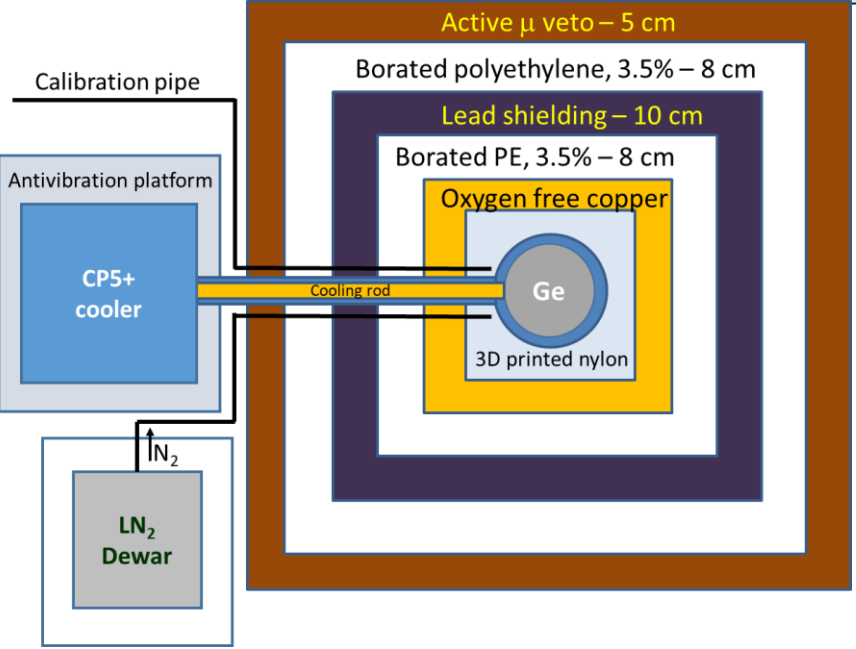 Active μ veto – 5 cm
Borated polyethylene, 3.5% – 8 cm
Calibration pipe
Lead shielding – 10 cm
Borated PE, 3.5% – 8 cm
Antivibration platform
Oxygen free copper
CP5+
cooler
Cooling rod
Ge
3D printed nylon
N₂
LN₂
Dewar